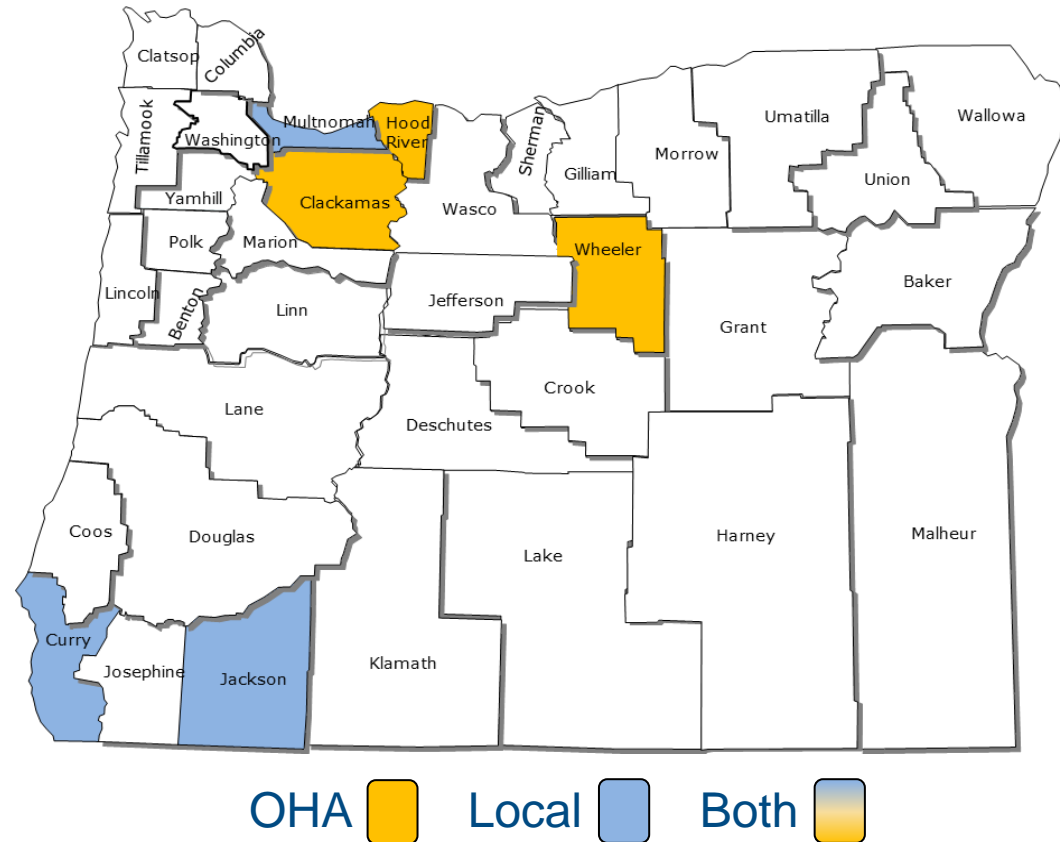 Clatsop
Columbia
Tillamook
Washington
Multnomah
Hood
River
Sherman
Gilliam
Morrow
Umatilla
Wallowa
Union
Yamhill
Clackamas
Wasco
Polk
Marion
Wheeler
Lincoln
Benton
Linn
Jefferson
Grant
Baker
Lane
Crook
Deschutes
Coos
Douglas
Lake
Harney
Malheur
Curry
Josephine
Jackson
Klamath
OHA Local Both